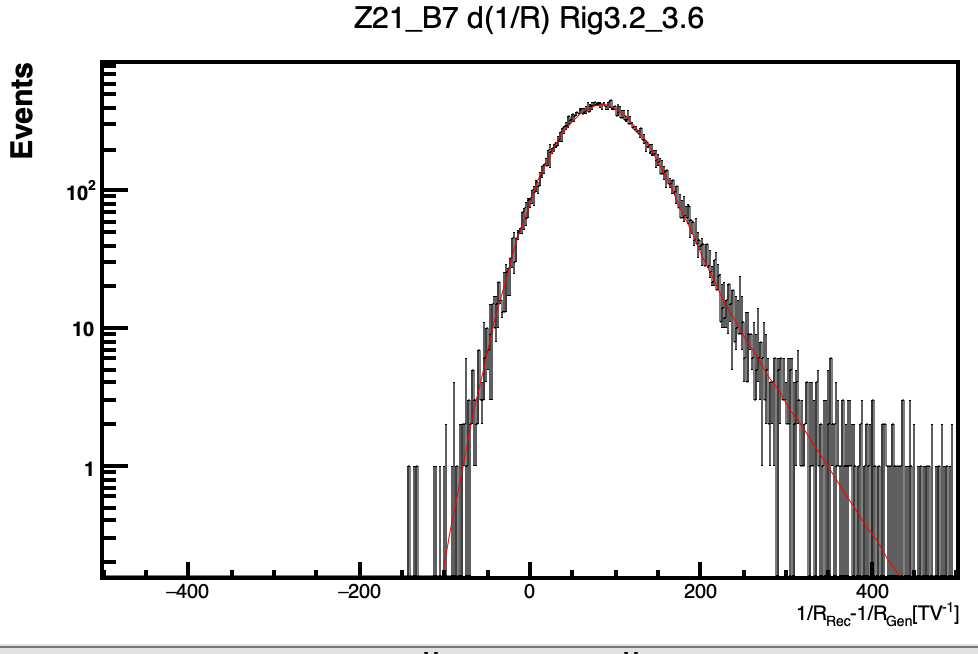 Z21_B7 d(1/R) Rig3.2_3.6
Events
10²
10
1
−400 −200 0 200 400
1/R_Rec-1/R_Gen[TV⁻¹]